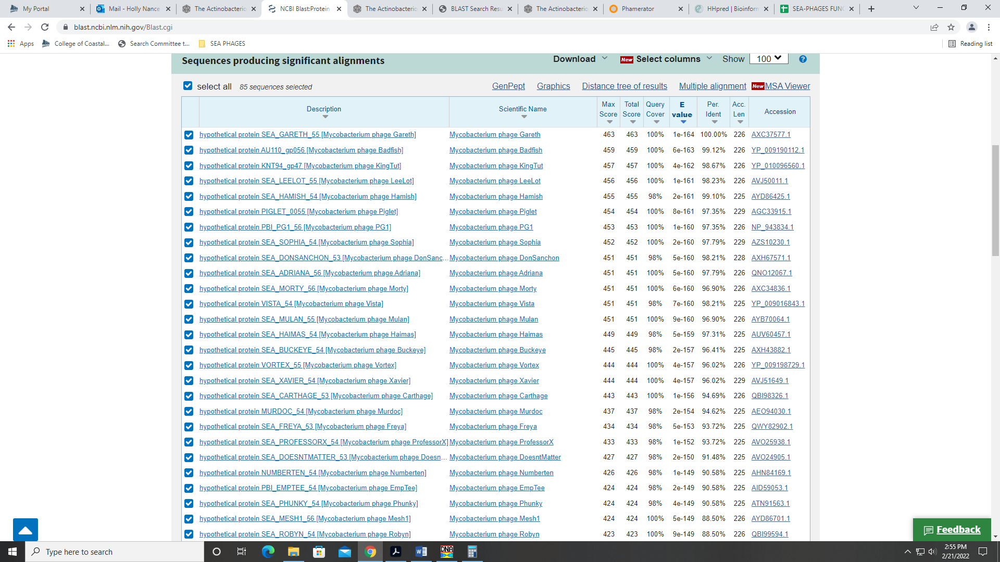 My Portal
Mail - Holly Nance
The Actinobacterio
NCBI Blast:Protein
The Actinobacterio
BLAST Search Resu
The Actinobacterio
Phamerator
HHpred | Bioinform
SEA-PHAGES FUNC
blast.ncbi.nlm.nih.gov/Blast.cgi
Apps College of Coastal... Search Committee t... SEA PHAGES Reading list
Sequences producing significant alignments Download New Select columns Show 100 ?
select all 85 sequences selected GenPept Graphics Distance tree of results Multiple alignment New MSA Viewer
Description Scientific Name Max Score Total Score Query Cover E value Per. Ident Acc. Len Accession
hypothetical protein SEA_GARETH_55 [Mycobacterium phage Gareth] Mycobacterium phage Gareth 463 463 100% 1e-164 100.00% 226 AXC37577.1
hypothetical protein AU110_gp056 [Mycobacterium phage Badfish] Mycobacterium phage Badfish 459 459 100% 6e-163 99.12% 226 YP_009190112.1
hypothetical protein KNT94_gp47 [Mycobacterium phage KingTut] Mycobacterium phage KingTut 457 457 100% 4e-162 98.67% 226 YP_010096560.1
hypothetical protein SEA_LEELOT_55 [Mycobacterium phage LeeLot] Mycobacterium phage LeeLot 456 456 100% 1e-161 98.23% 226 AVJ50011.1
hypothetical protein SEA_HAMISH_54 [Mycobacterium phage Hamish] Mycobacterium phage Hamish 455 455 98% 2e-161 99.10% 225 AYD86425.1
hypothetical protein PIGLET_0055 [Mycobacterium phage Piglet] Mycobacterium phage Piglet 454 454 100% 8e-161 97.35% 229 AGC33915.1
hypothetical protein PBI_PG1_56 [Mycobacterium phage PG1] Mycobacterium phage PG1 453 453 100% 1e-160 97.35% 226 NP_943834.1
hypothetical protein SEA_SOPHIA_54 [Mycobacterium phage Sophia] Mycobacterium phage Sophia 452 452 100% 2e-160 97.79% 229 AZS10230.1
hypothetical protein SEA_DONSANCHON_53 [Mycobacterium phage DonSanc... Mycobacterium phage DonSanchon 451 451 98% 5e-160 98.21% 228 AXH67571.1
hypothetical protein SEA_ADRIANA_56 [Mycobacterium phage Adriana] Mycobacterium phage Adriana 451 451 100% 5e-160 97.79% 226 QNO12067.1
hypothetical protein SEA_MORTY_56 [Mycobacterium phage Morty] Mycobacterium phage Morty 451 451 100% 6e-160 96.90% 226 AXC34836.1
hypothetical protein VISTA_54 [Mycobacterium phage Vista] Mycobacterium phage Vista 451 451 98% 7e-160 98.21% 225 YP_009016843.1
hypothetical protein SEA_MULAN_55 [Mycobacterium phage Mulan] Mycobacterium phage Mulan 451 451 100% 9e-160 96.90% 226 AYB70064.1
hypothetical protein SEA_HAIMAS_54 [Mycobacterium phage Haimas] Mycobacterium phage Haimas 449 449 98% 5e-159 97.31% 225 AUV60457.1
hypothetical protein SEA_BUCKEYE_54 [Mycobacterium phage Buckeye] Mycobacterium phage Buckeye 445 445 98% 2e-157 96.41% 225 AXH43882.1
hypothetical protein VORTEX_55 [Mycobacterium phage Vortex] Mycobacterium phage Vortex 444 444 100% 4e-157 96.02% 226 YP_009198729.1
hypothetical protein SEA_XAVIER_54 [Mycobacterium phage Xavier] Mycobacterium phage Xavier 444 444 100% 4e-157 96.02% 229 AVJ51649.1
hypothetical protein SEA_CARTHAGE_53 [Mycobacterium phage Carthage] Mycobacterium phage Carthage 443 443 100% 1e-156 94.69% 226 QBI98326.1
hypothetical protein MURDOC_54 [Mycobacterium phage Murdoc] Mycobacterium phage Murdoc 437 437 98% 2e-154 94.62% 225 AEO94030.1
hypothetical protein SEA_FREYA_53 [Mycobacterium phage Freya] Mycobacterium phage Freya 434 434 98% 5e-153 93.72% 225 QWY82902.1
hypothetical protein SEA_PROFESSORX_54 [Mycobacterium phage ProfessorX] Mycobacterium phage ProfessorX 433 433 98% 1e-152 93.72% 225 AVO25938.1
hypothetical protein SEA_DOESNTMATTER_53 [Mycobacterium phage Doesn... Mycobacterium phage DoesntMatter 427 427 98% 2e-150 91.48% 225 AVO24905.1
hypothetical protein NUMBERTEN_54 [Mycobacterium phage Numberten] Mycobacterium phage Numberten 426 426 98% 1e-149 90.58% 225 AHN84169.1
hypothetical protein PBI_EMPTEE_54 [Mycobacterium phage EmpTee] Mycobacterium phage EmpTee 424 424 98% 2e-149 90.58% 225 AID59053.1
hypothetical protein SEA_PHUNKY_54 [Mycobacterium phage Phunky] Mycobacterium phage Phunky 424 424 98% 4e-149 90.58% 225 ATN91563.1
hypothetical protein SEA_MESH1_56 [Mycobacterium phage Mesh1] Mycobacterium phage Mesh1 424 424 100% 5e-149 88.50% 226 AYD86701.1
hypothetical protein SEA_ROBYN_54 [Mycobacterium phage Robyn] Mycobacterium phage Robyn 423 423 100% 9e-149 88.50% 226 QBI99594.1
Feedback
Type here to search
DNA
2:55 PM
2/21/2022